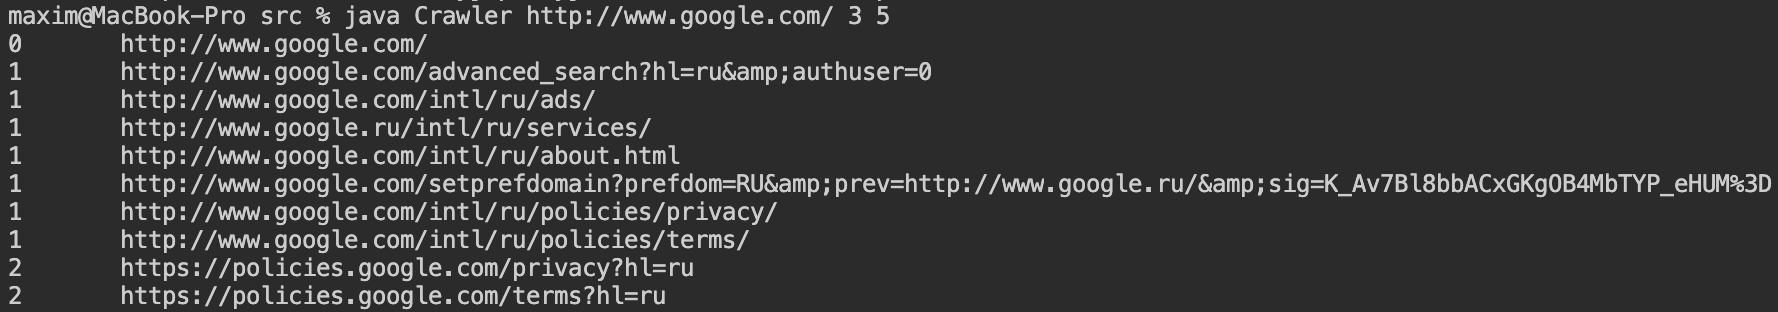 maxim@MacBook-Pro src % java Crawler http://www.google.com/ 3 5
0 http://www.google.com/
1 http://www.google.com/advanced_search?hl=ru&amp;authuser=0
1 http://www.google.com/intl/ru/ads/
1 http://www.google.ru/intl/ru/services/
1 http://www.google.com/intl/ru/about.html
1 http://www.google.com/setprefdomain?prefdom=RU&amp;prev=http://www.google.ru/&amp;sig=K_Av7Bl8bbACxGKgOB4MbTYP_eHUM%3D
1 http://www.google.com/intl/ru/policies/privacy/
1 http://www.google.com/intl/ru/policies/terms/
2 https://policies.google.com/privacy?hl=ru
2 https://policies.google.com/terms?hl=ru